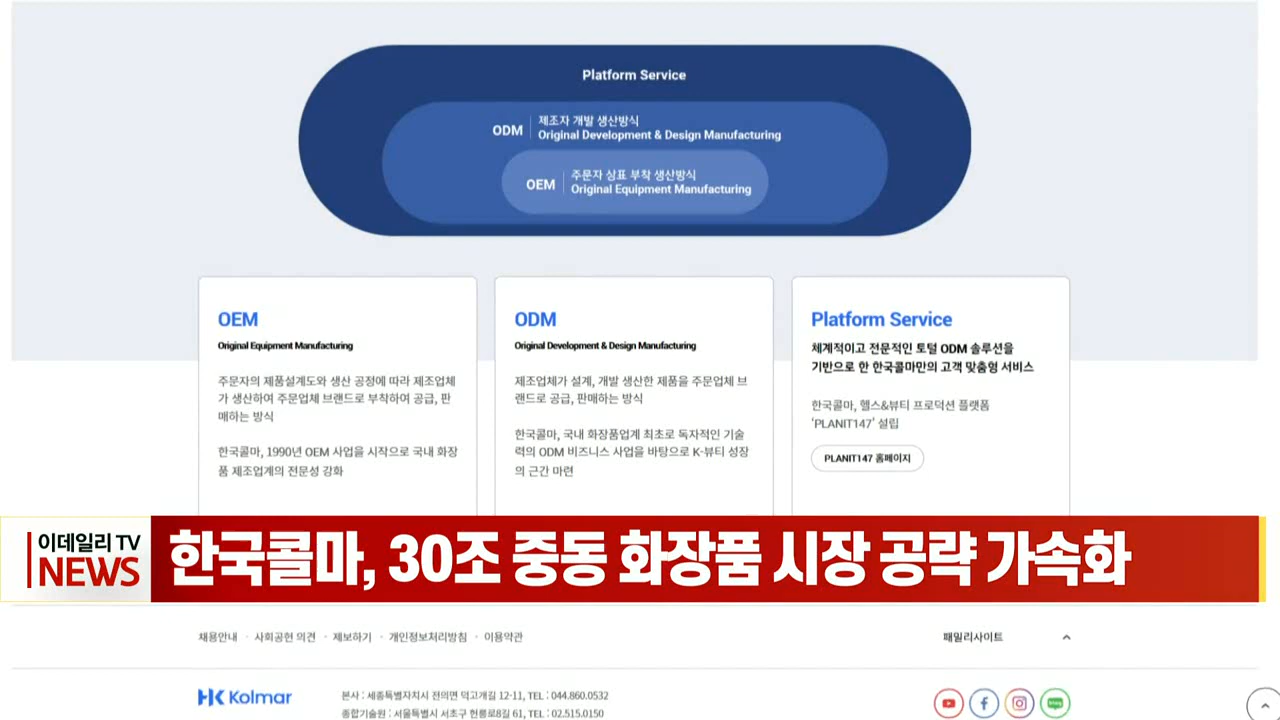 Platform Service
ODM
제조자 개발 생산방식
Original Development & Design Manufacturing
OEM
주문자 상표 부착 생산방식
Original Equipment Manufacturing
OEM
Original Equipment Manufacturing
주문자의 제품설계도와 생산 공정에 따라 제조업체
가 생산하여 주문업체 브랜드로 부착하여 공급, 판
매하는 방식
한국콜마, 1990년 OEM 사업을 시작으로 국내 화장
품 제조업계의 전문성 강화
ODM
Original Development & Design Manufacturing
제조업체가 설계, 개발 생산한 제품을 주문업체 브
랜드로 공급, 판매하는 방식
한국콜마, 국내 화장품업계 최초로 독자적인 기술
력의 ODM 비즈니스 사업을 바탕으로 K-뷰티 성장
의 근간 마련
Platform Service
체계적이고 전문적인 토털 ODM 솔루션을
기반으로 한 한국콜마만의 고객 맞춤형 서비스
한국콜마, 헬스&뷰티 프로덕션 플랫폼
'PLANIT147' 설립
PLANIT147 홈페이지
이데일리 TV
NEWS
한국콜마, 30조 중동 화장품 시장 공략 가속화
채용안내 · 사회공헌 의견 · 제보하기 · 개인정보처리방침 · 이용약관
패밀리사이트
HK Kolmar
본사 : 세종특별자치시 전의면 덕고개길 12-11, TEL : 044.860.0532
종합기술원 : 서울특별시 서초구 헌릉로8길 61, TEL : 02.515.0150